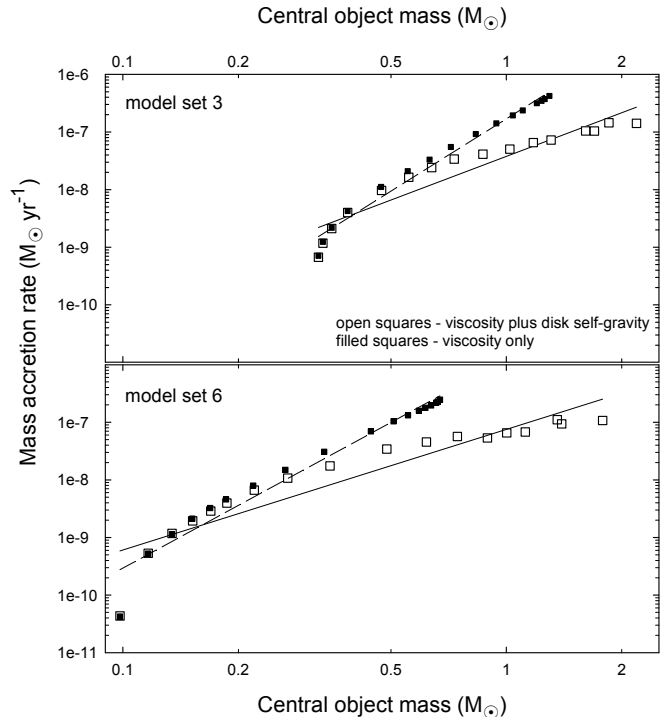 Central object mass (M⊙)
0.1 0.2 0.5 1 2
1e-6
model set 3
1e-7
1e-8
1e-9
1e-10
open squares - viscosity plus disk self-gravity
filled squares - viscosity only
Mass accretion rate (M⊙ yr⁻¹)
model set 6
1e-7
1e-8
1e-9
1e-10
1e-11
0.1 0.2 0.5 1 2
Central object mass (M⊙)